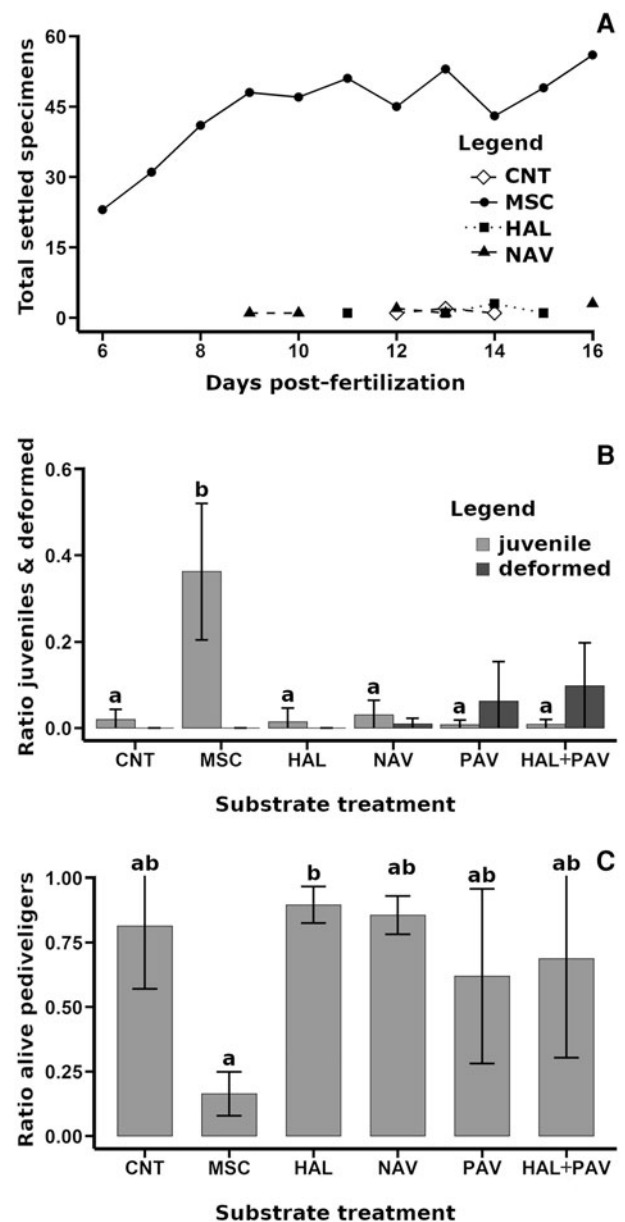 A
Total settled specimens
60
45
30
15
0
Legend
CNT
MSC
HAL
NAV
6 8 10 12 14 16
Days post-fertilization
B
Ratio juveniles & deformed
0.6
0.4
0.2
0.0
Legend
juvenile
deformed
a b a a a a
CNT MSC HAL NAV PAV HAL+PAV
Substrate treatment
C
Ratio alive pediveligers
1.00
0.75
0.50
0.25
0.00
ab a b ab ab ab
CNT MSC HAL NAV PAV HAL+PAV
Substrate treatment